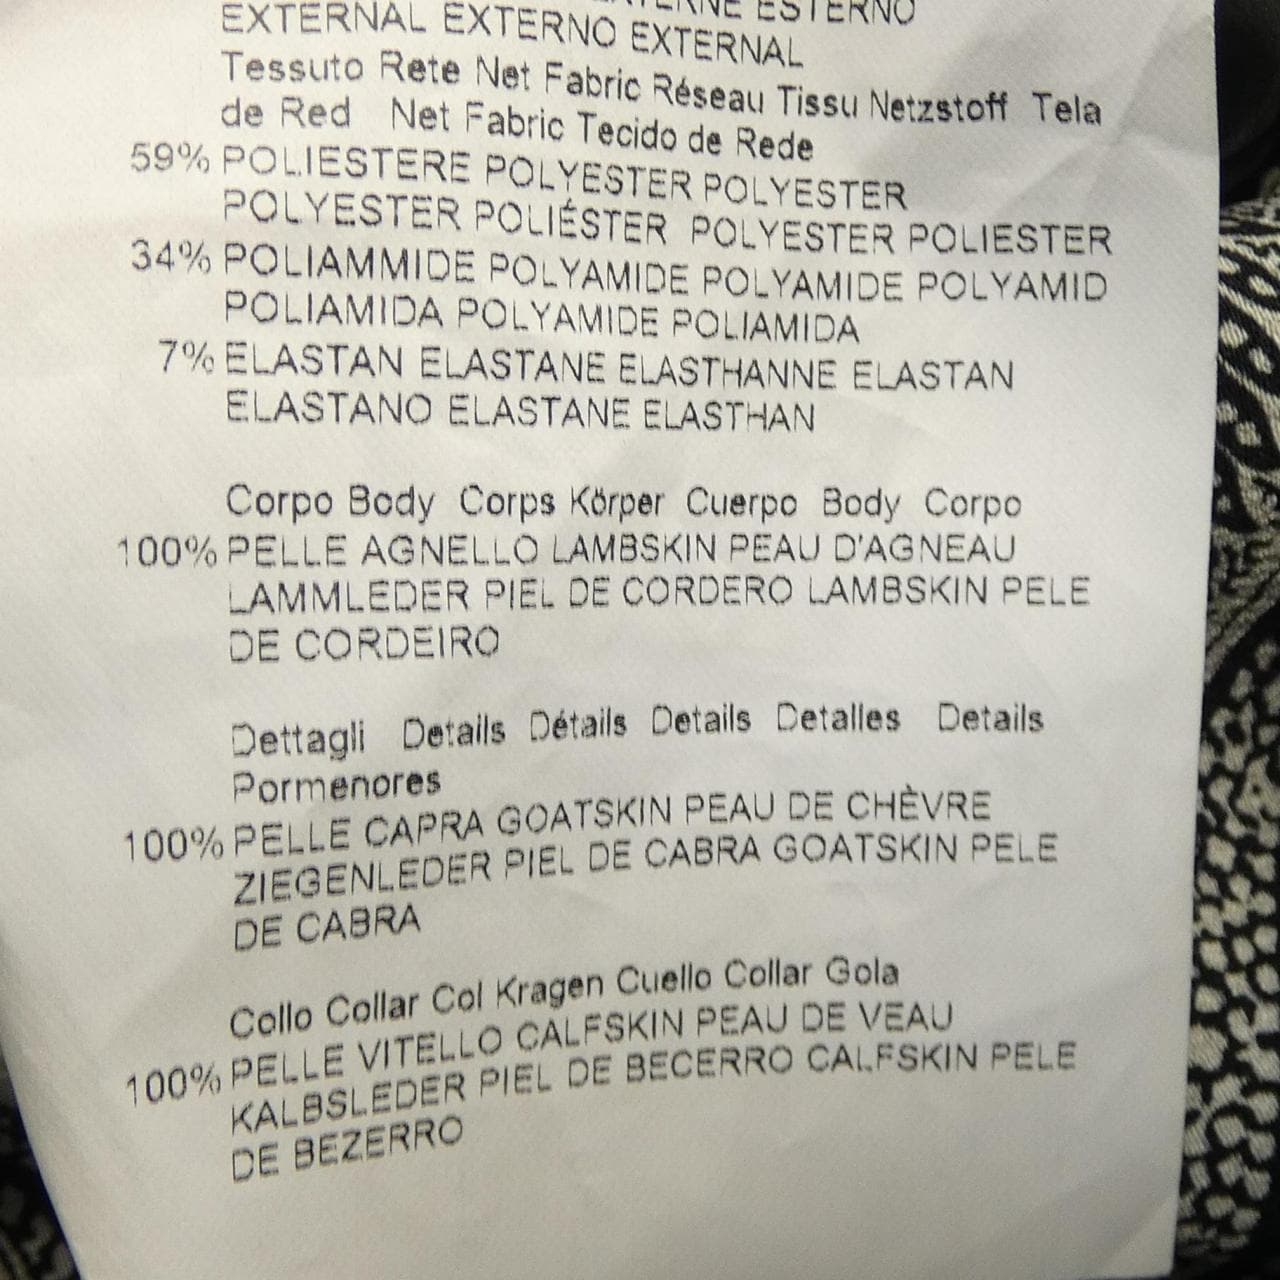 ESTERNO
EXTERNAL EXTERNO EXTERNAL
Tessuto Rete Net Fabric Réseau Tissu Netzstoff Tela
de Red Net Fabric Tecido de Rede
59% POLIESTERE POLYESTER POLYESTER
POLYESTER POLIÉSTER POLYESTER POLIESTER
34% POLIAMMIDE POLYAMIDE POLYAMIDE POLYAMID
POLIAMIDA POLYAMIDE POLIAMIDA
7% ELASTAN ELASTANE ELASTHANNE ELASTAN
ELASTANO ELASTANE ELASTHAN
Corpo Body Corps Körper Cuerpo Body Corpo
100% PELLE AGNELLO LAMBSKIN PEAU D'AGNEAU
LAMMLEDER PIEL DE CORDERO LAMBSKIN PELE
DE CORDEIRO
Dettagli Details Détails Details Detalles Details
Pormenores
100% PELLE CAPRA GOATSKIN PEAU DE CHÈVRE
ZIEGENLEDER PIEL DE CABRA GOATSKIN PELE
DE CABRA
Collo Collar Col Kragen Cuello Collar Gola
100% PELLE VITELLO CALFSKIN PEAU DE VEAU
KALBSLEDER PIEL DE BECERRO CALFSKIN PELE
DE BEZERRO